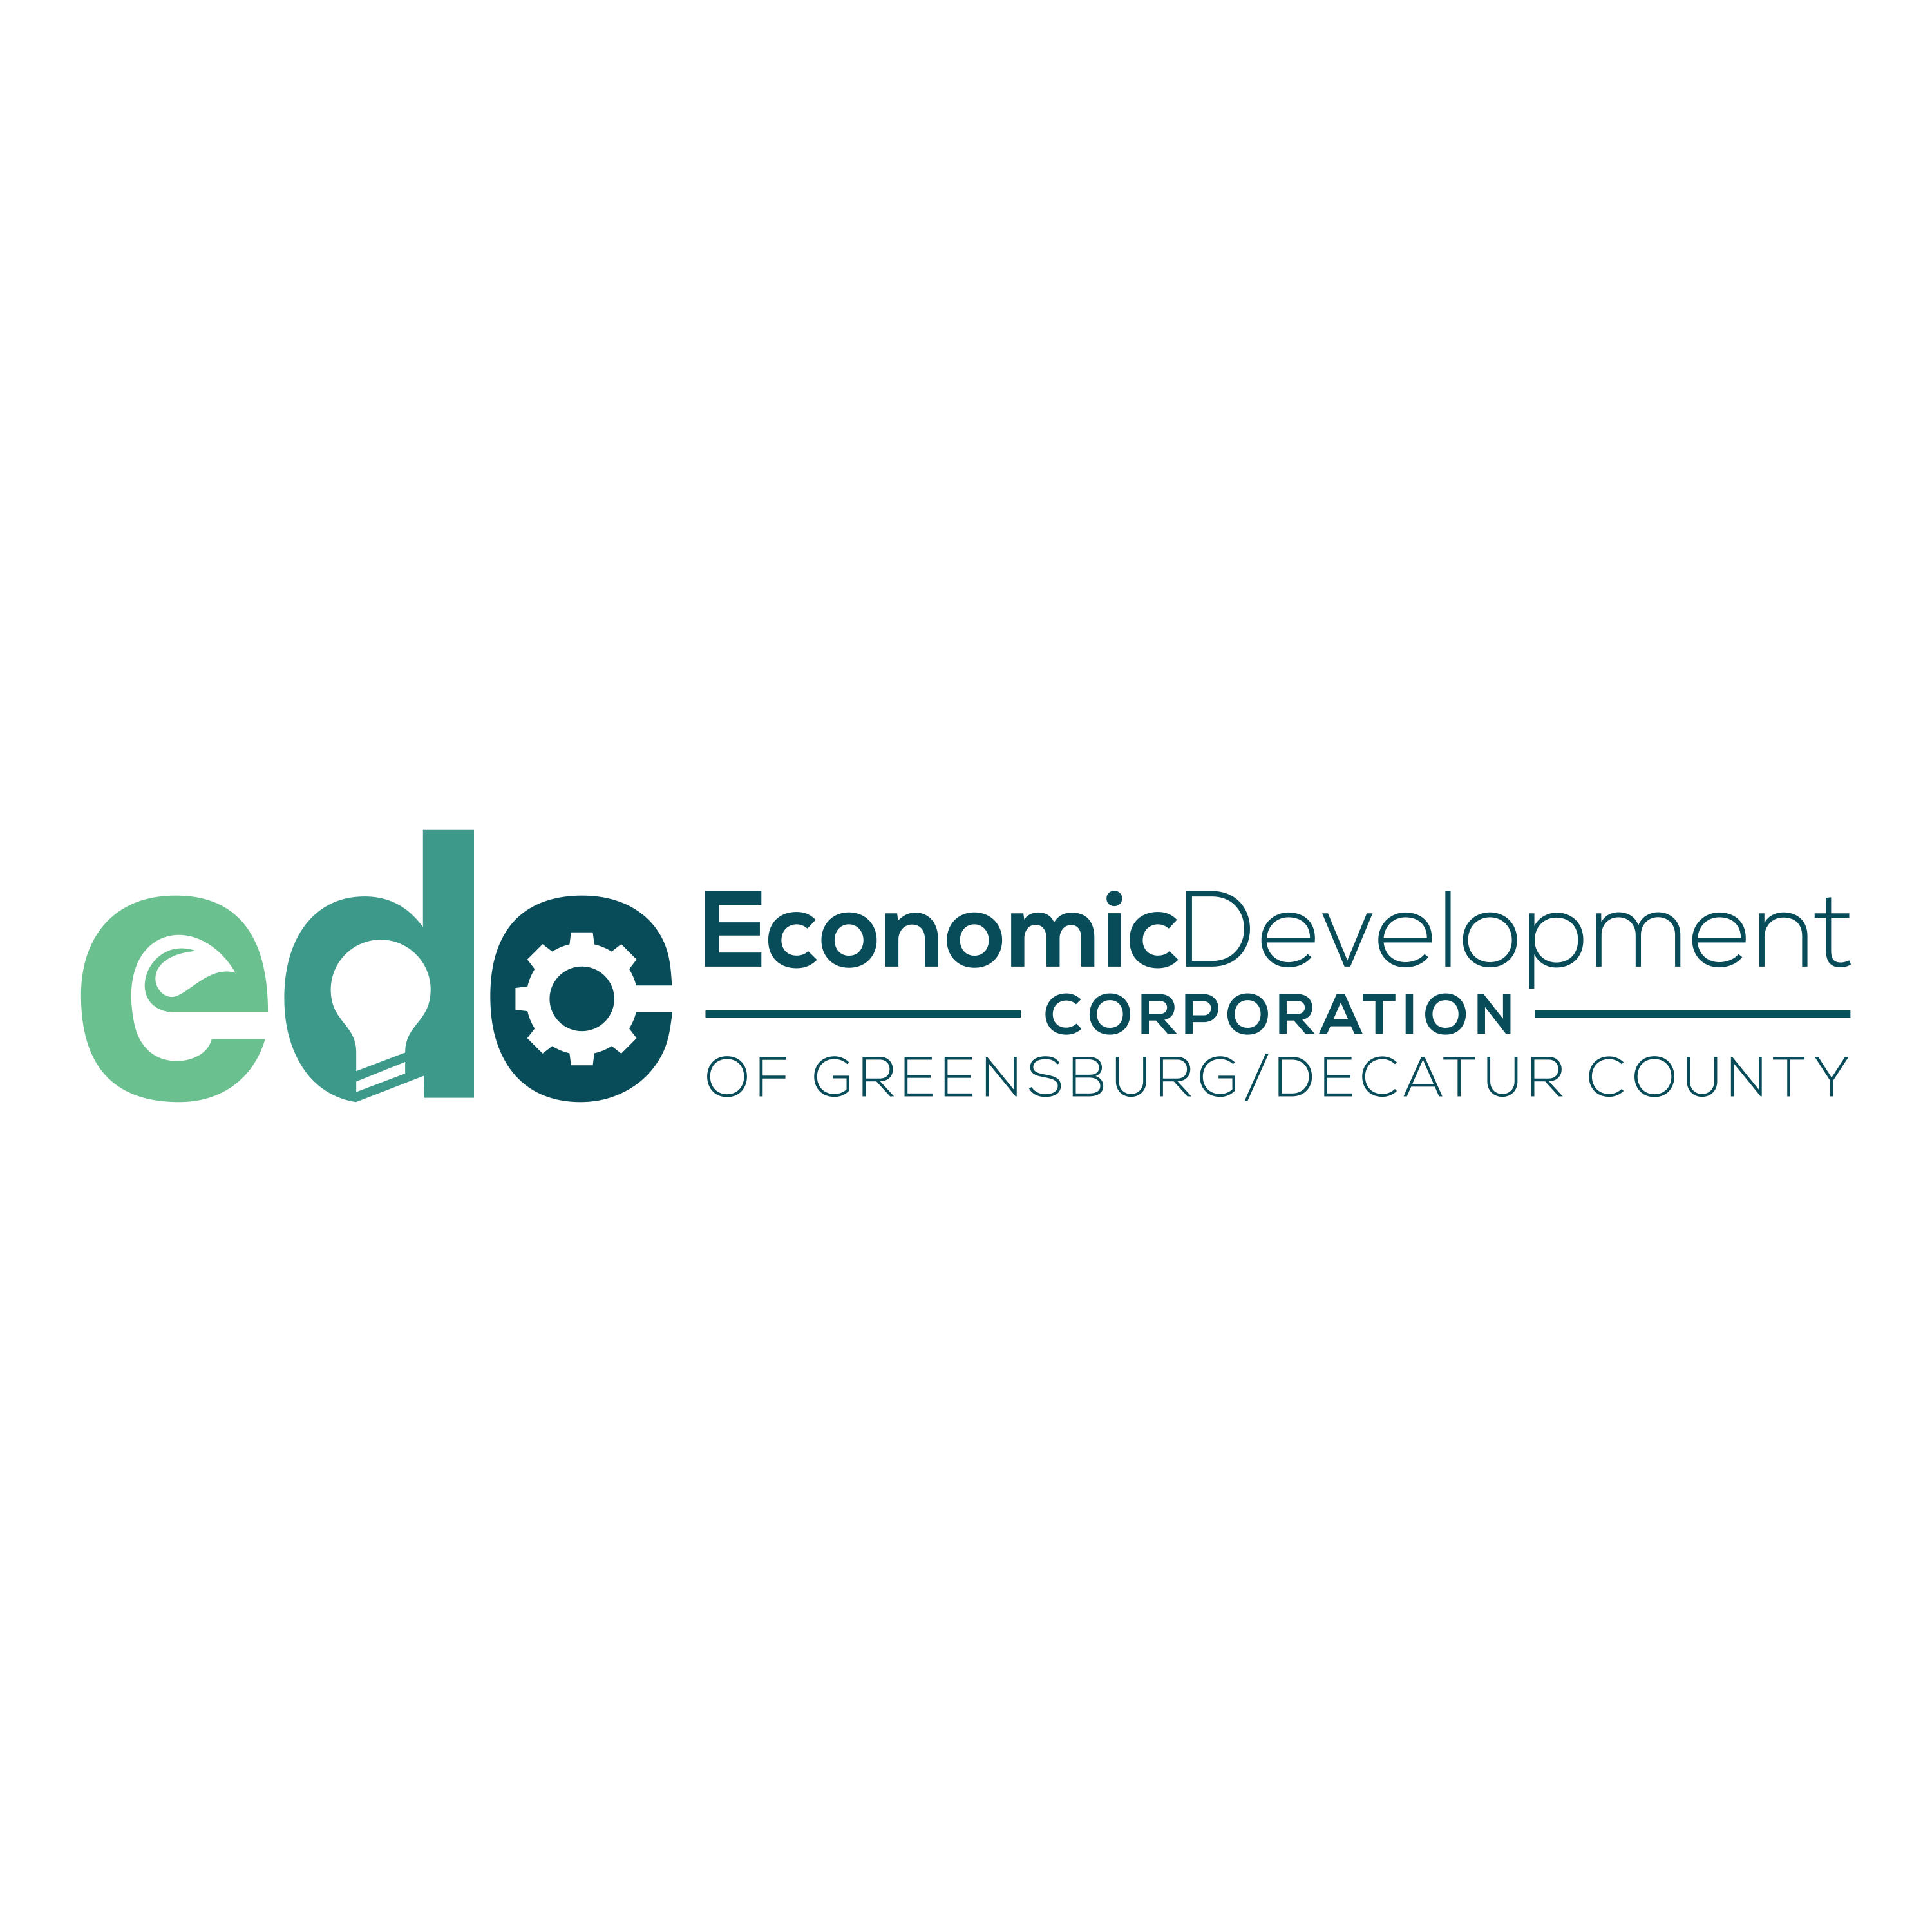 edc
EconomicDevelopment
CORPORATION
OF GREENSBURG/DECATUR COUNTY